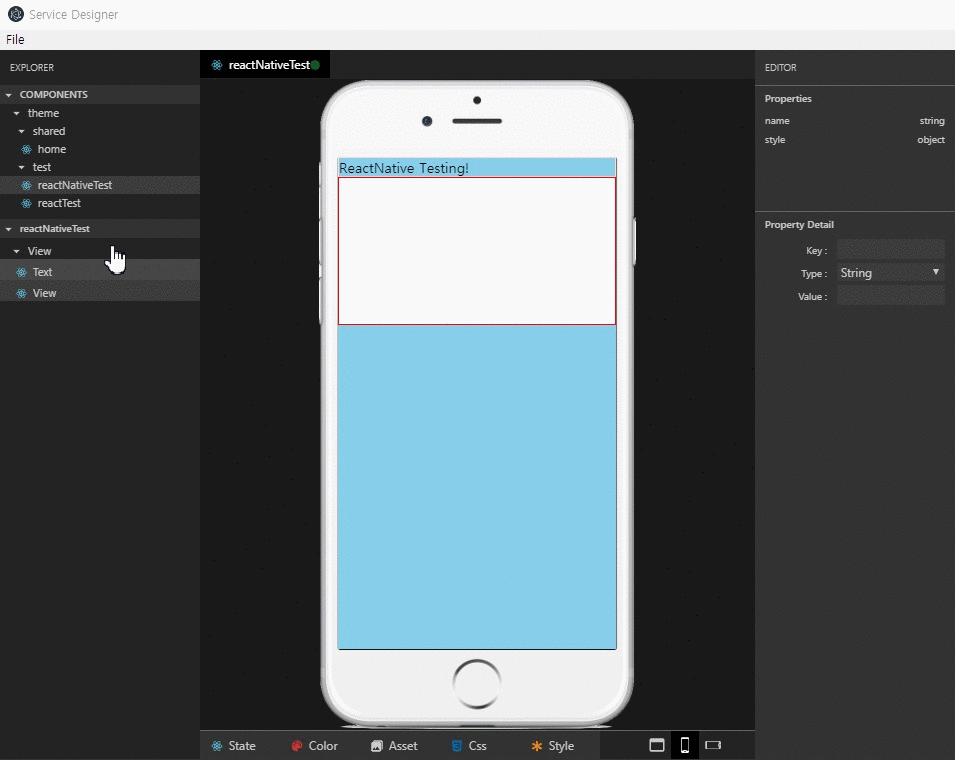 Service Designer
File
EXPLORER
COMPONENTS
theme
shared
home
test
reactNativeTest
reactTest
reactNativeTest
View
Text
View
reactNativeTest
ReactNative Testing!
State
Color
Asset
Css
Style
EDITOR
Properties
name string
style object
Property Detail
Key :
Type : String
Value :